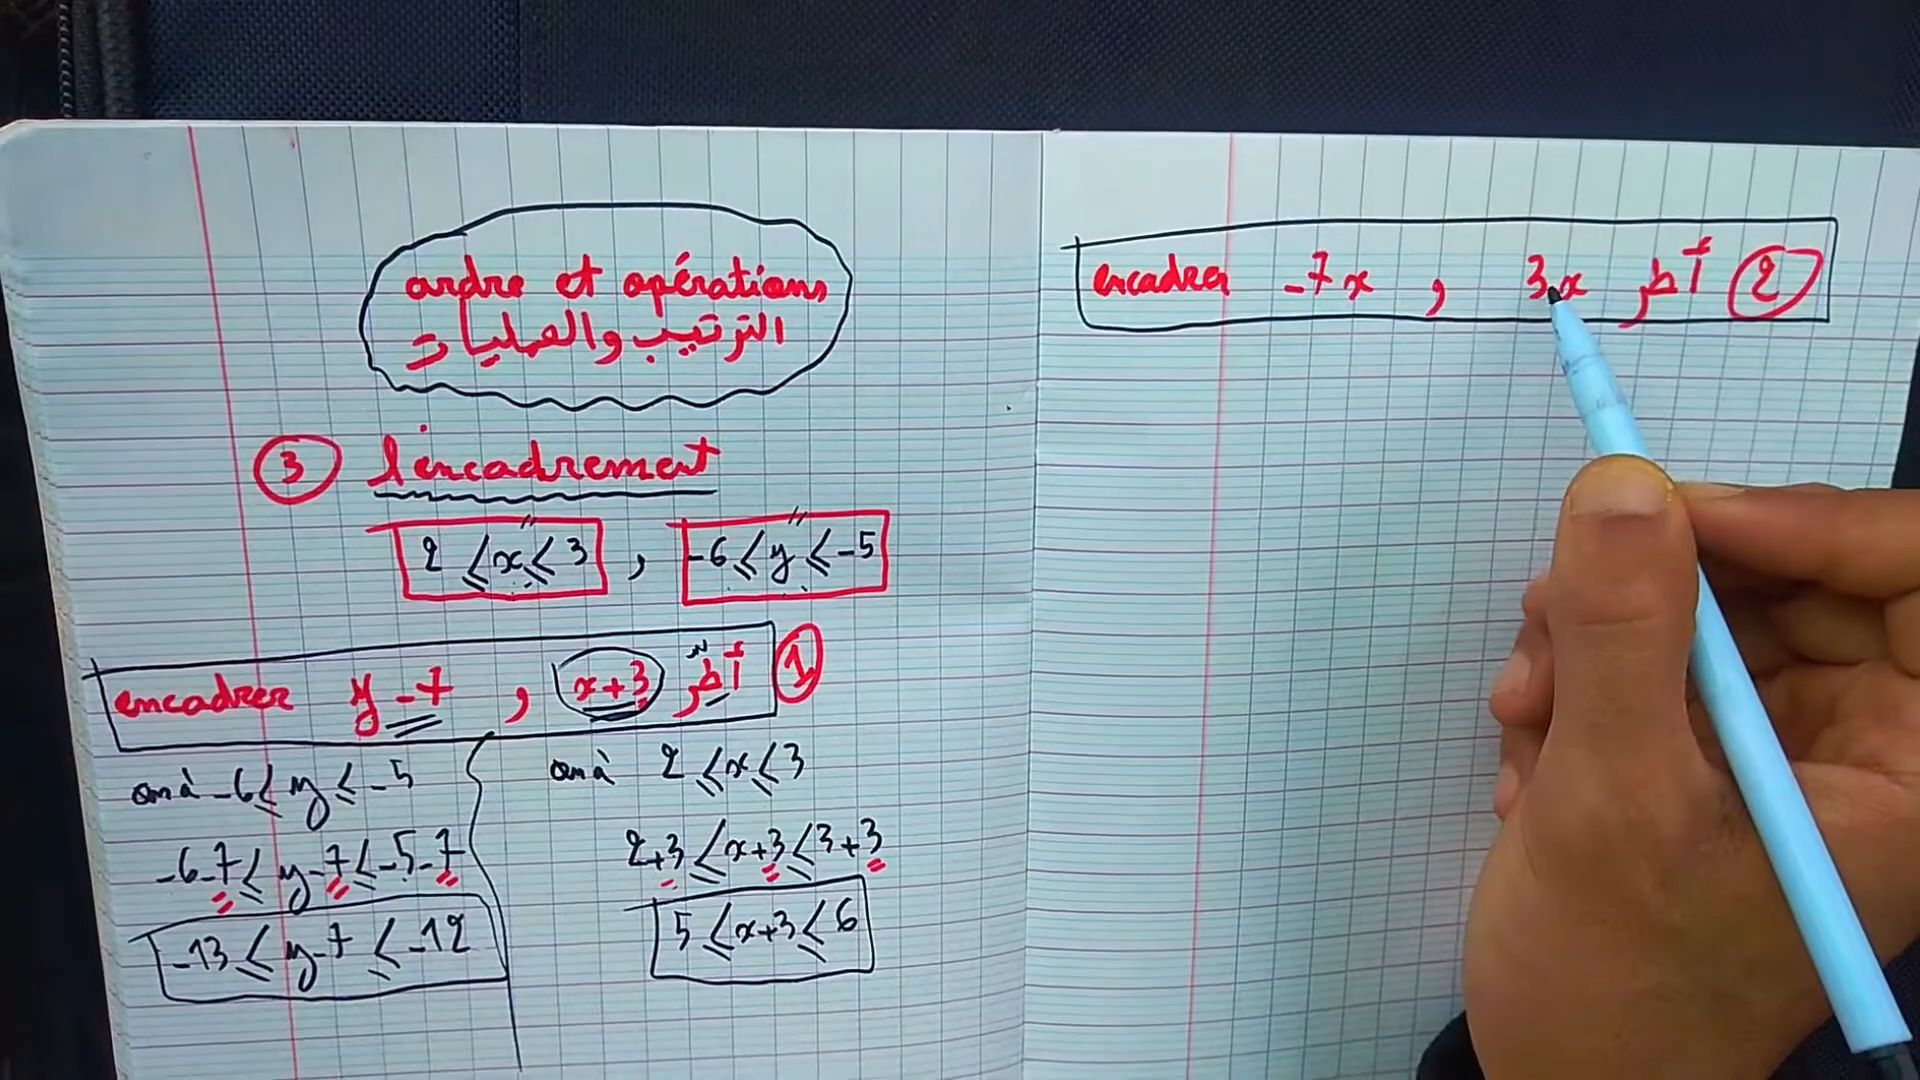 ordre et opérations
الترتيب والعمليات
③ l'encadrement
2 ≤ x ≤ 3 , -6 ≤ y ≤ -5
encadrer y-7 , x+3 أطر ①
on à -6 ≤ y ≤ -5
-6-7 ≤ y-7 ≤ -5-7
-13 ≤ y-7 ≤ -12
on à 2 ≤ x ≤ 3
2+3 ≤ x+3 ≤ 3+3
5 ≤ x+3 ≤ 6
encadrer -7x , 3x أطر ②